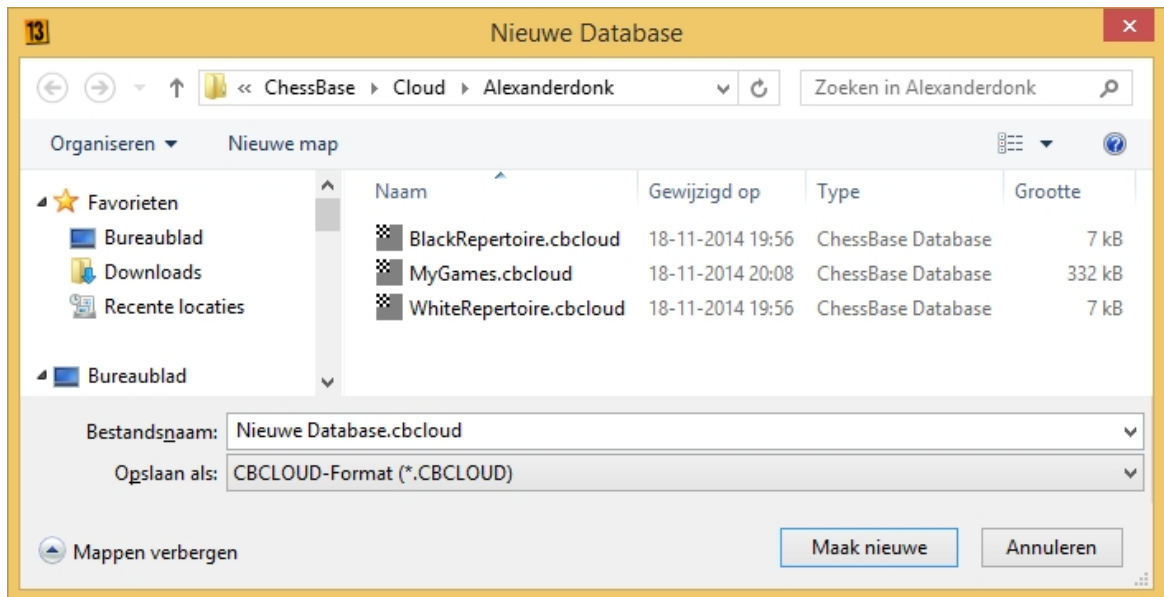 13 Nieuwe Database
« ChessBase Cloud Alexanderdonk Zoeken in Alexanderdonk
Organiseren Nieuwe map
Favorieten
Bureaublad
Downloads
Recente locaties
Bureaublad
Naam Gewijzigd op Type Grootte
BlackRepertoire.cbcloud 18-11-2014 19:56 ChessBase Database 7 kB
MyGames.cbcloud 18-11-2014 20:08 ChessBase Database 332 kB
WhiteRepertoire.cbcloud 18-11-2014 19:56 ChessBase Database 7 kB
Bestandsnaam: Nieuwe Database.cbcloud
Opslaan als: CBCLOUD-Format (*.CBCLOUD)
Mappen verbergen Maak nieuwe Annuleren